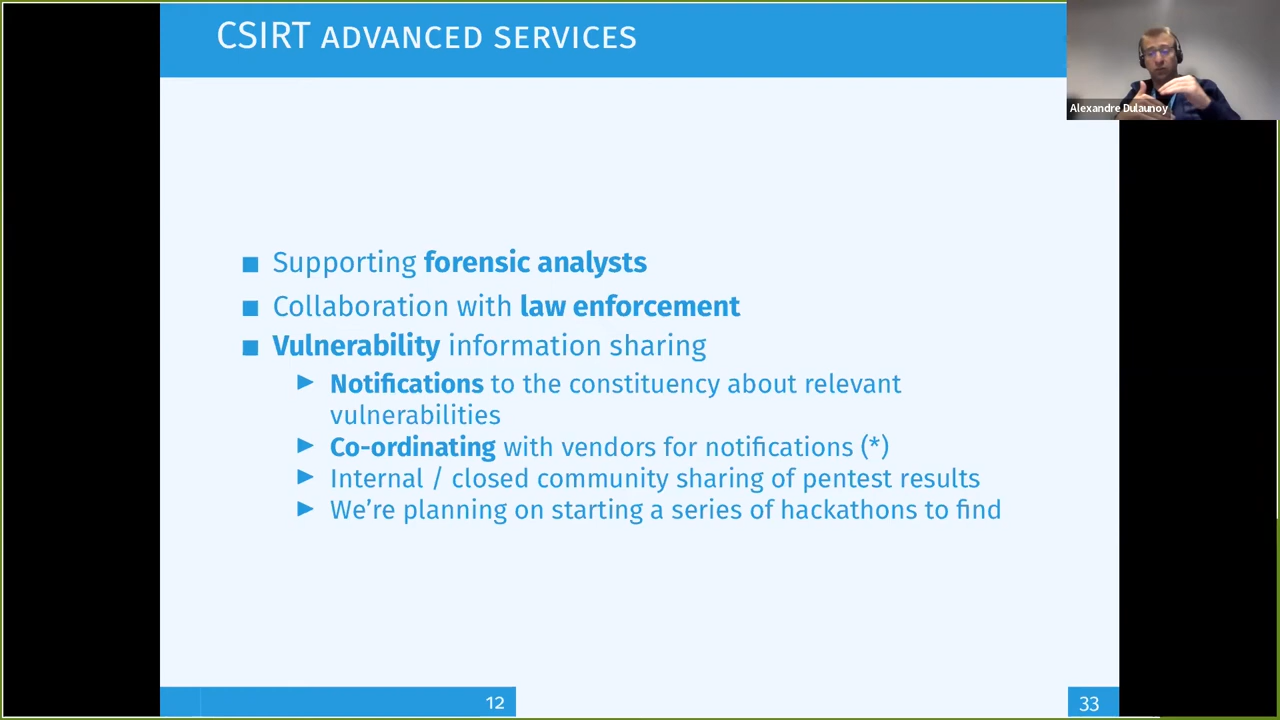 CSIRT ADVANCED SERVICES
Alexandre Dulaunoy
Supporting forensic analysts
Collaboration with law enforcement
Vulnerability information sharing
Notifications to the constituency about relevant
vulnerabilities
Co-ordinating with vendors for notifications (*)
Internal / closed community sharing of pentest results
We're planning on starting a series of hackathons to find
12
33